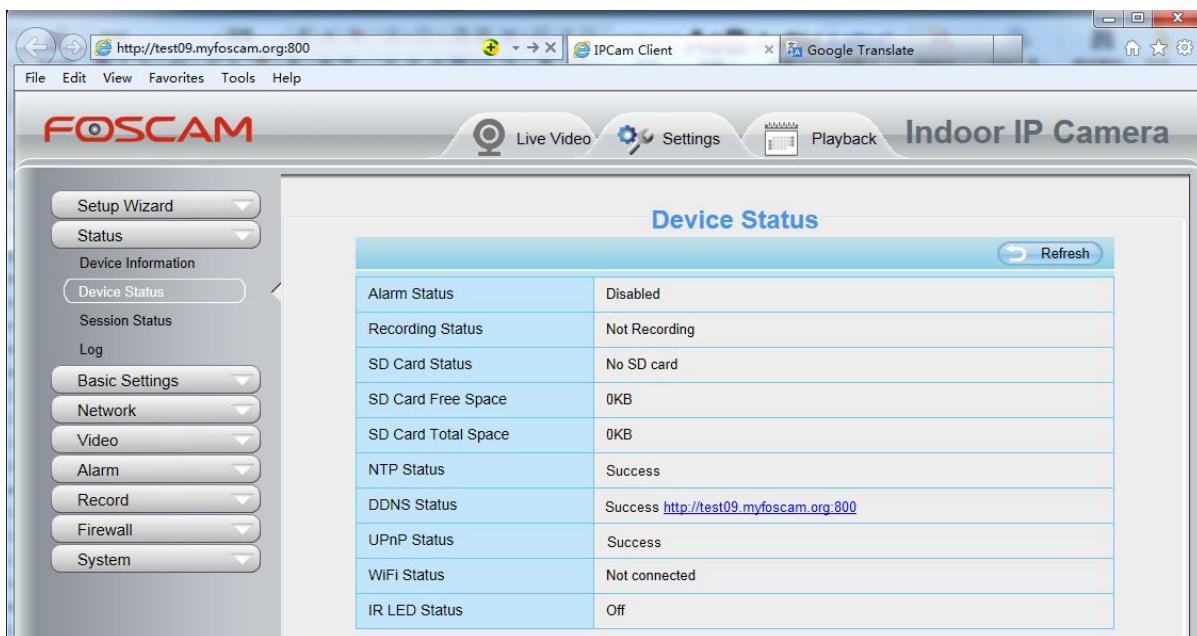 http://test09.myfoscam.org:800
IPCam Client
Google Translate
File Edit View Favorites Tools Help
FOSCAM
Live Video
Settings
Playback
Indoor IP Camera
Setup Wizard
Status
Device Information
Device Status
Session Status
Log
Basic Settings
Network
Video
Alarm
Record
Firewall
System
Device Status
Refresh
Alarm Status Disabled
Recording Status Not Recording
SD Card Status No SD card
SD Card Free Space 0KB
SD Card Total Space 0KB
NTP Status Success
DDNS Status Success http://test09.myfoscam.org:800
UPnP Status Success
WiFi Status Not connected
IR LED Status Off